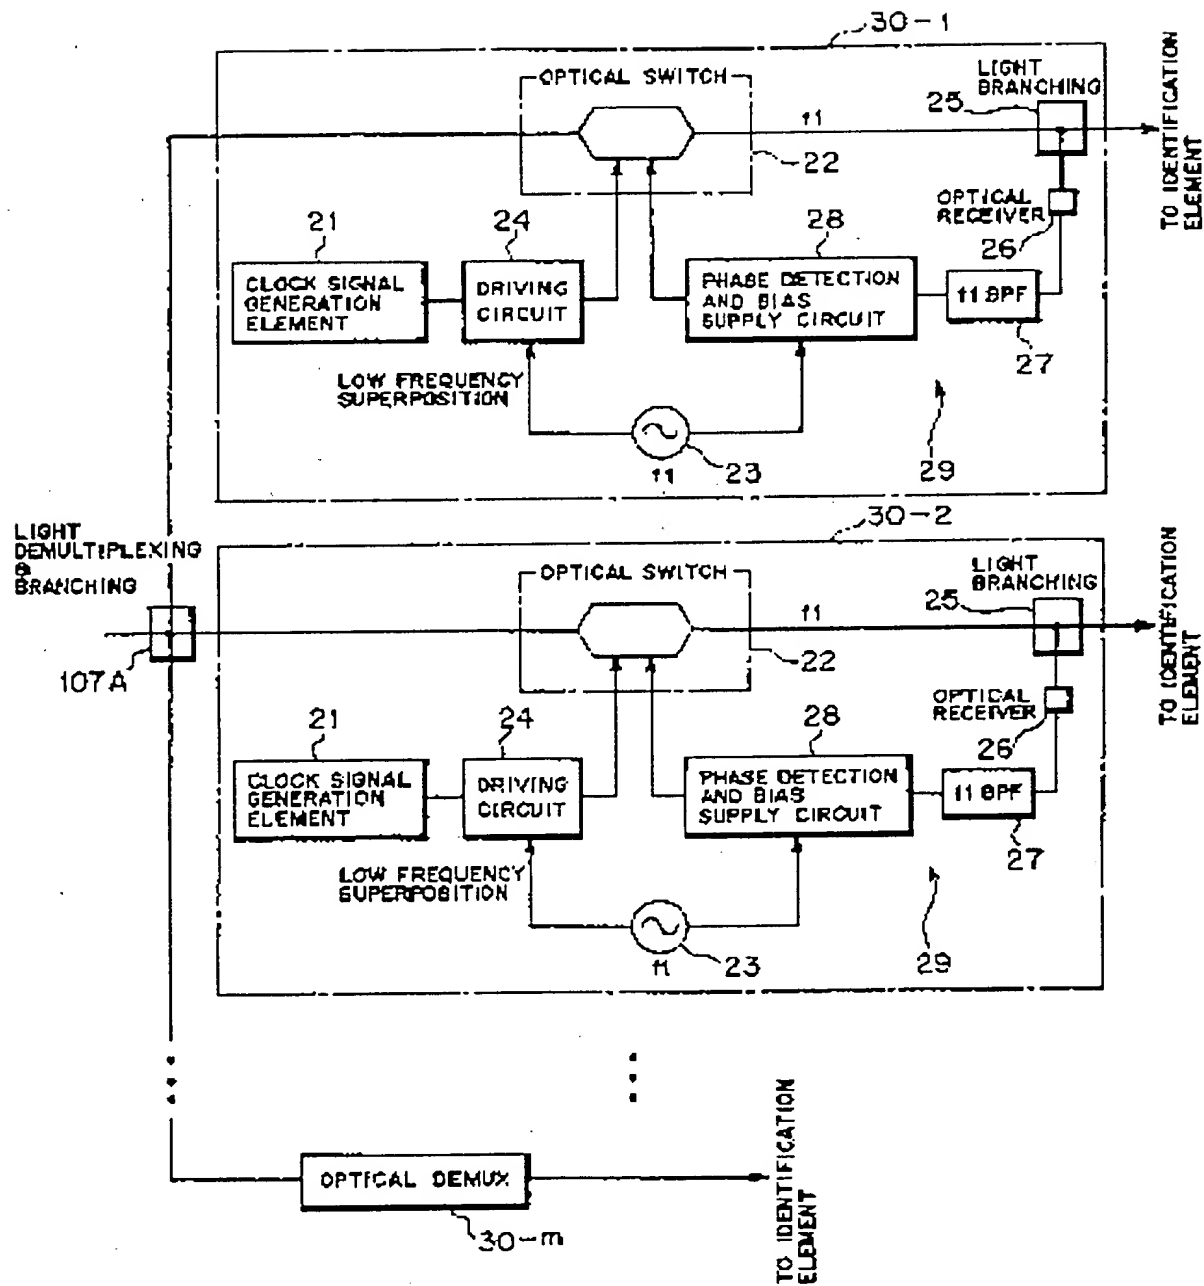 30-1
OPTICAL SWITCH
LIGHT
BRANCHING
25
f1
22
TO IDENTIFICATION
ELEMENT
OPTICAL
RECEIVER
26
21
24
28
CLOCK SIGNAL
GENERATION
ELEMENT
DRIVING
CIRCUIT
PHASE DETECTION
AND BIAS
SUPPLY CIRCUIT
f1 BPF
27
LOW FREQUENCY
SUPERPOSITION
23
f1
29
30-2
LIGHT
DEMULTIPLEXING
&
BRANCHING
107A
OPTICAL SWITCH
LIGHT
BRANCHING
25
f1
22
TO IDENTIFICATION
ELEMENT
OPTICAL
RECEIVER
26
21
24
28
CLOCK SIGNAL
GENERATION
ELEMENT
DRIVING
CIRCUIT
PHASE DETECTION
AND BIAS
SUPPLY CIRCUIT
f1 BPF
27
LOW FREQUENCY
SUPERPOSITION
23
f1
29
OPTICAL DEMUX
30-m
TO IDENTIFICATION
ELEMENT